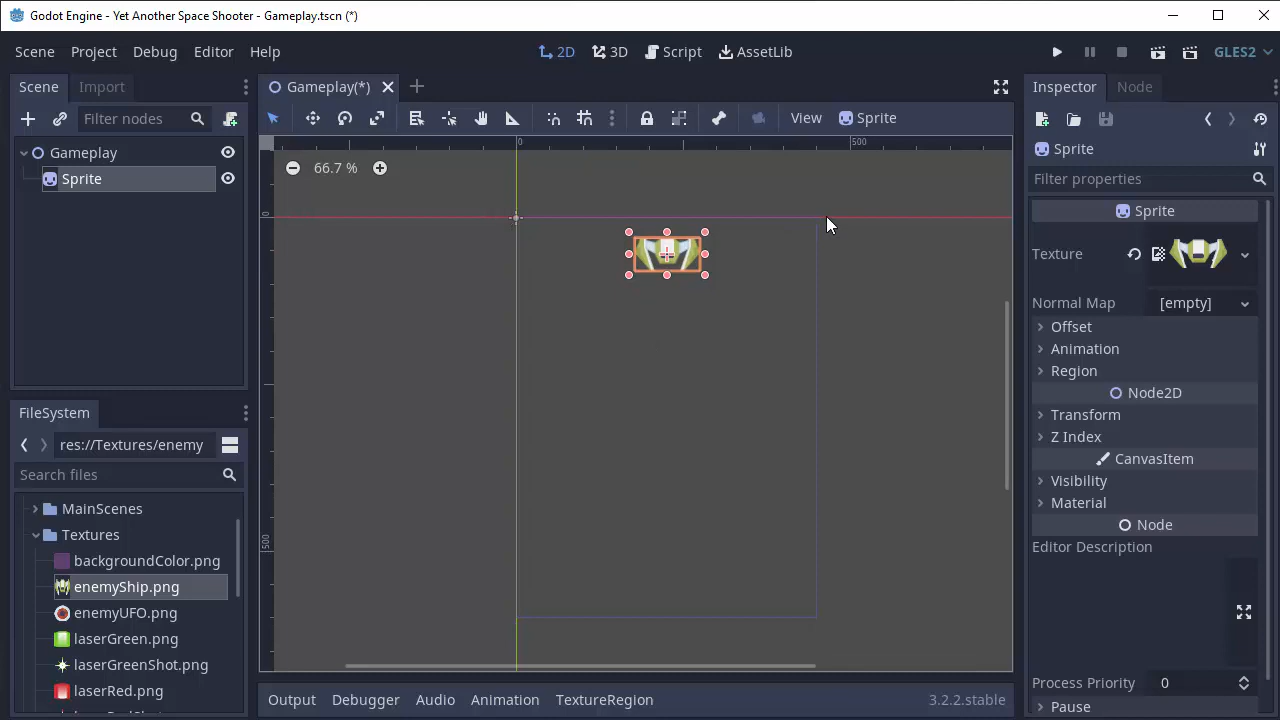 Godot Engine - Yet Another Space Shooter - Gameplay.tscn (*)
Scene Project Debug Editor Help
2D 3D Script AssetLib
GLES2
Scene Import
Gameplay(*)
Inspector Node
Filter nodes
View Sprite
Gameplay
Sprite
0 500
66.7 %
0
500
Sprite
Filter properties
Sprite
Texture
Normal Map [empty]
Offset
Animation
Region
Node2D
Transform
Z Index
CanvasItem
Visibility
Material
Node
Editor Description
Process Priority 0
Pause
FileSystem
res://Textures/enemy
Search files
MainScenes
Textures
backgroundColor.png
enemyShip.png
enemyUFO.png
laserGreen.png
laserGreenShot.png
laserRed.png
Output Debugger Audio Animation TextureRegion 3.2.2.stable